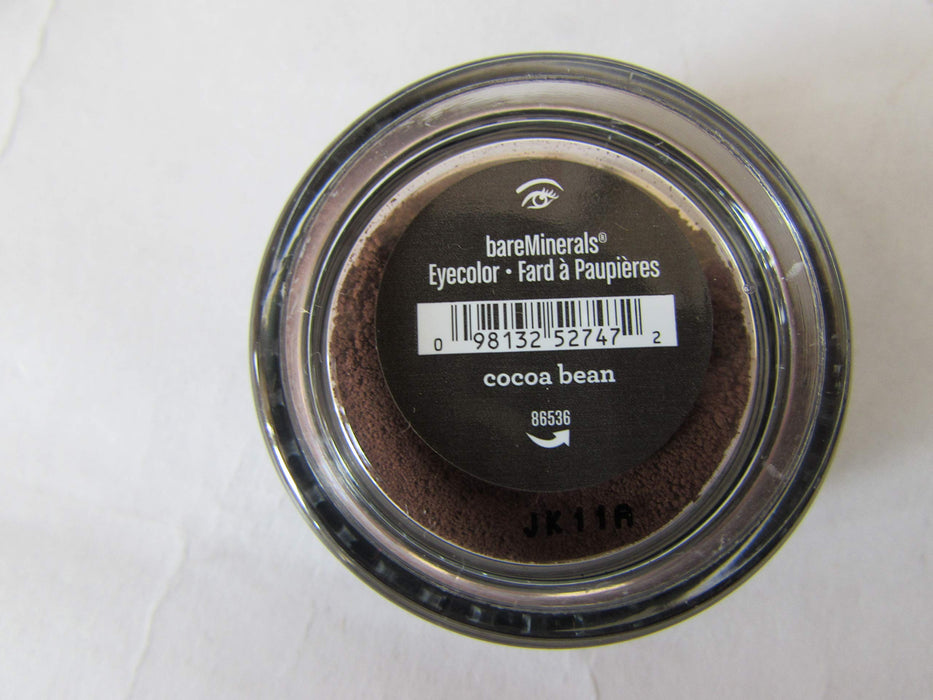 bareMinerals®
Eyecolor • Fard à Paupières
0 98132 52747 2
cocoa bean
86536
JK11A